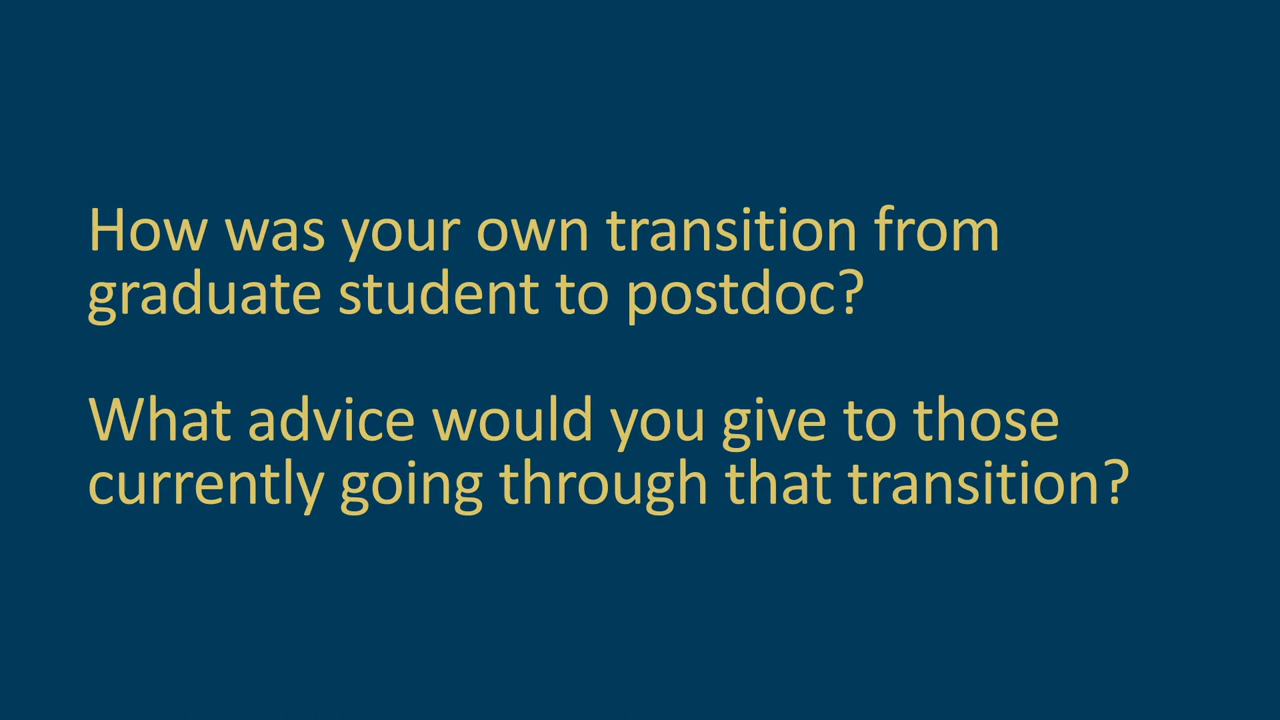 How was your own transition from
graduate student to postdoc?
What advice would you give to those
currently going through that transition?